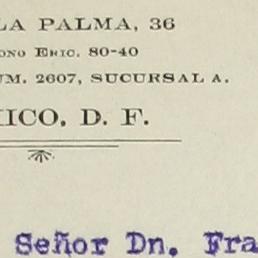 LA PALMA, 36
ONO ERIC. 80-40
UM. 2607, SUCURSAL A.
ICO, D. F.
Señor Dn. Fra